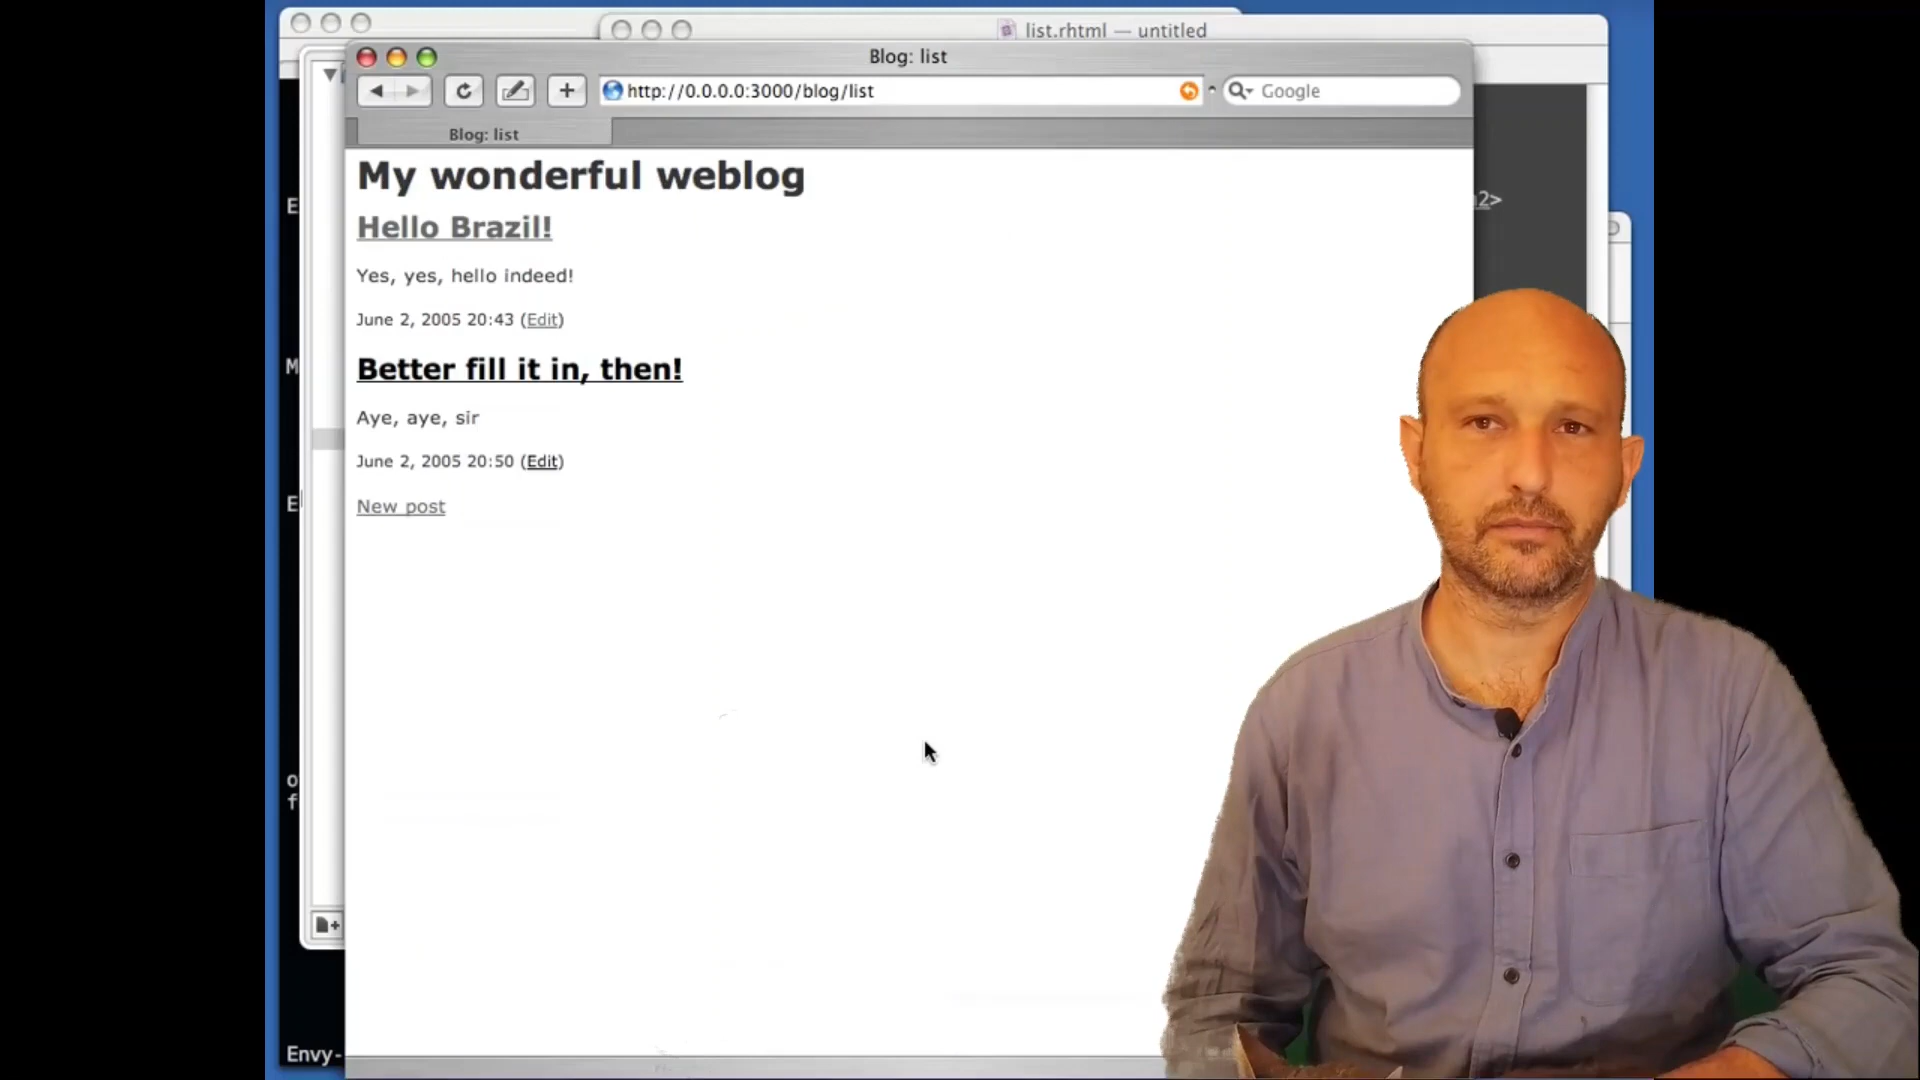 list.rhtml — untitled
Blog: list
http://0.0.0.0:3000/blog/list
Google
Blog: list
My wonderful weblog
E
12>
Hello Brazil!
Yes, yes, hello indeed!
June 2, 2005 20:43 (Edit)
M
Better fill it in, then!
Aye, aye, sir
June 2, 2005 20:50 (Edit)
E
New post
o
f
Envy-